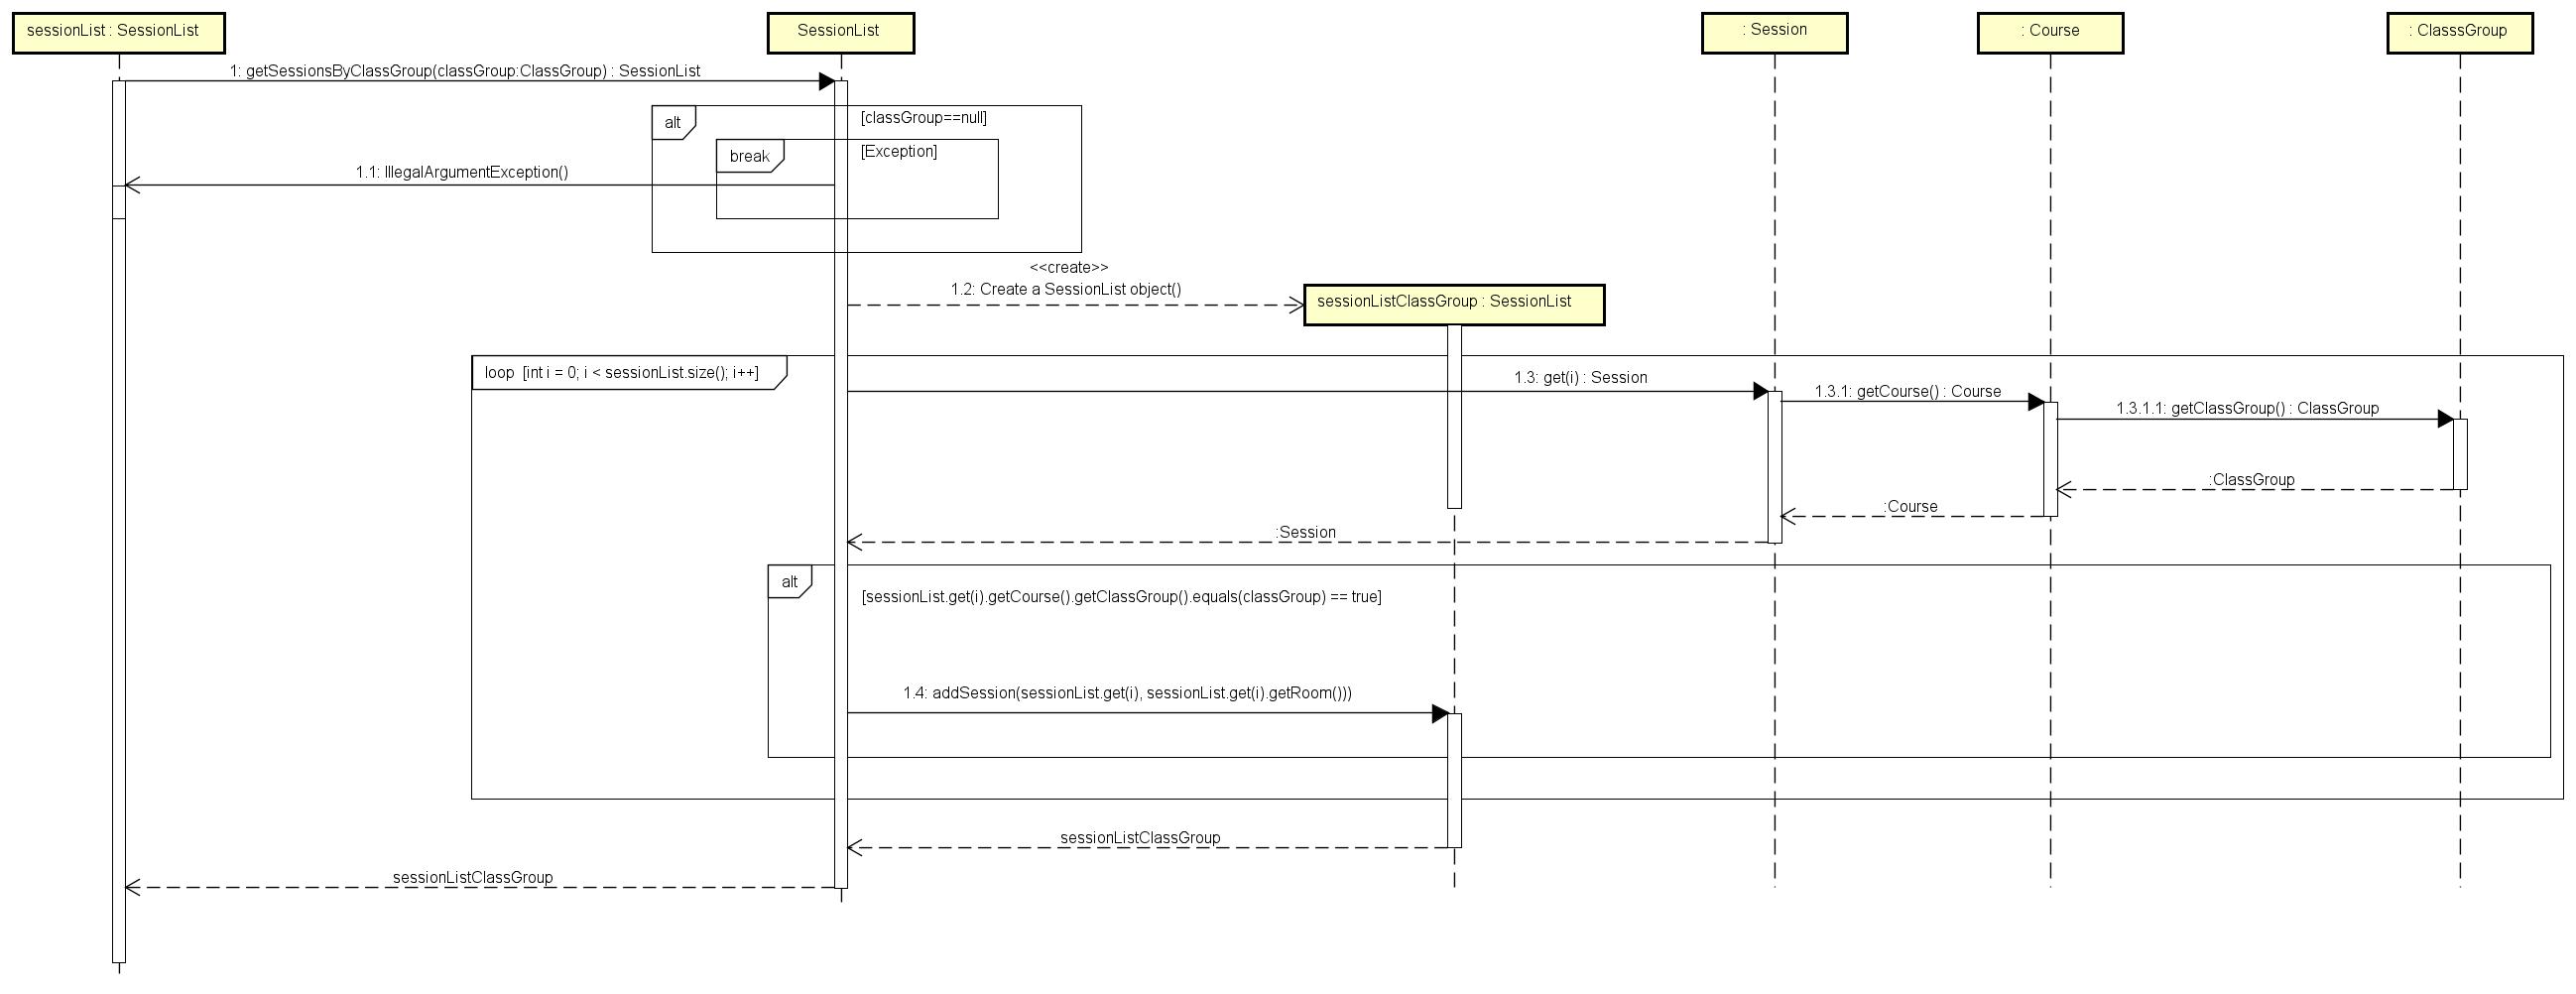 sessionList : SessionList
SessionList
: Session
: Course
: ClasssGroup
1: getSessionsByClassGroup(classGroup:ClassGroup) : SessionList
alt
[classGroup==null]
break
[Exception]
1.1: IllegalArgumentException()
<<create>>
1.2: Create a SessionList object()
sessionListClassGroup : SessionList
loop [int i = 0; i < sessionList.size(); i++]
1.3: get(i) : Session
1.3.1: getCourse() : Course
1.3.1.1: getClassGroup() : ClassGroup
:ClassGroup
:Course
:Session
alt
[sessionList.get(i).getCourse().getClassGroup().equals(classGroup) == true]
1.4: addSession(sessionList.get(i), sessionList.get(i).getRoom()))
sessionListClassGroup
sessionListClassGroup